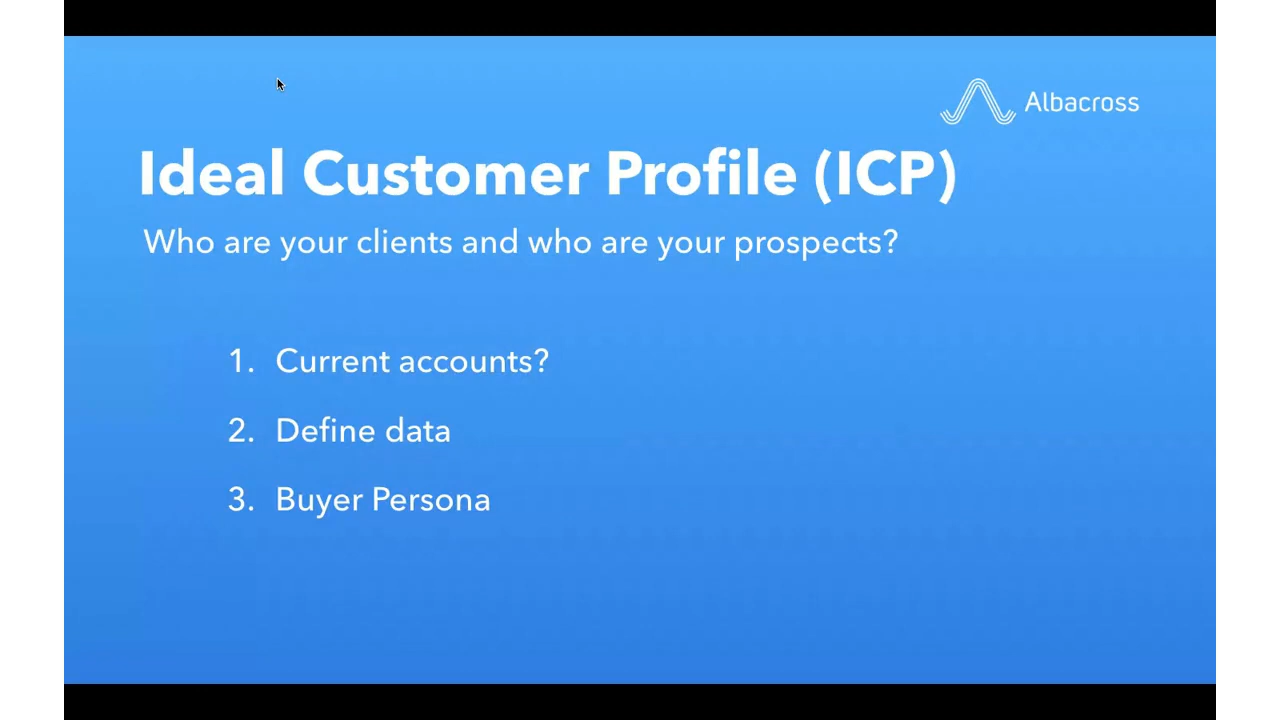 Albacross
Ideal Customer Profile (ICP)
Who are your clients and who are your prospects?
1. Current accounts?
2. Define data
3. Buyer Persona